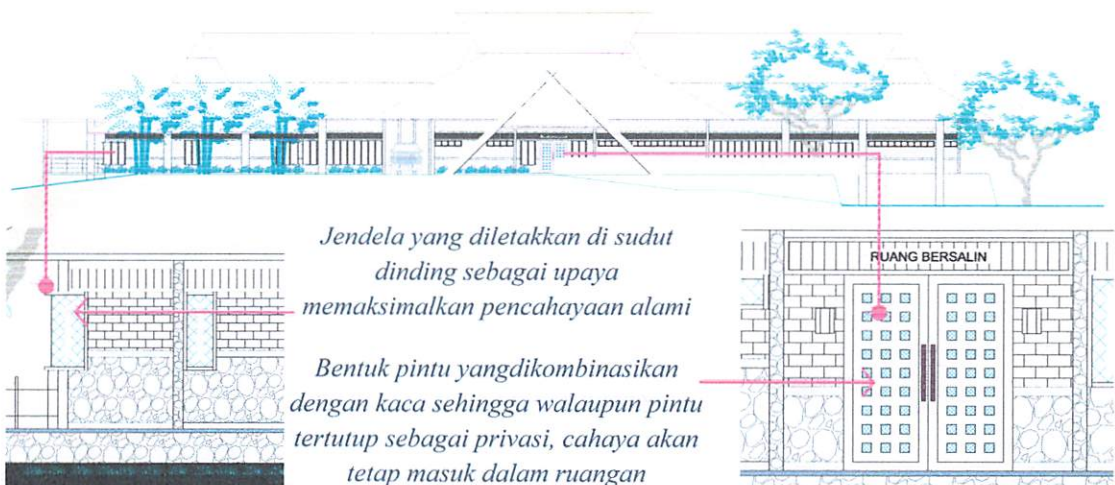 Jendela yang diletakkan di sudut
dinding sebagai upaya
memaksimalkan pencahayaan alami
RUANG BERSALIN
Bentuk pintu yangdikombinasikan
dengan kaca sehingga walaupun pintu
tertutup sebagai privasi, cahaya akan
tetap masuk dalam ruangan